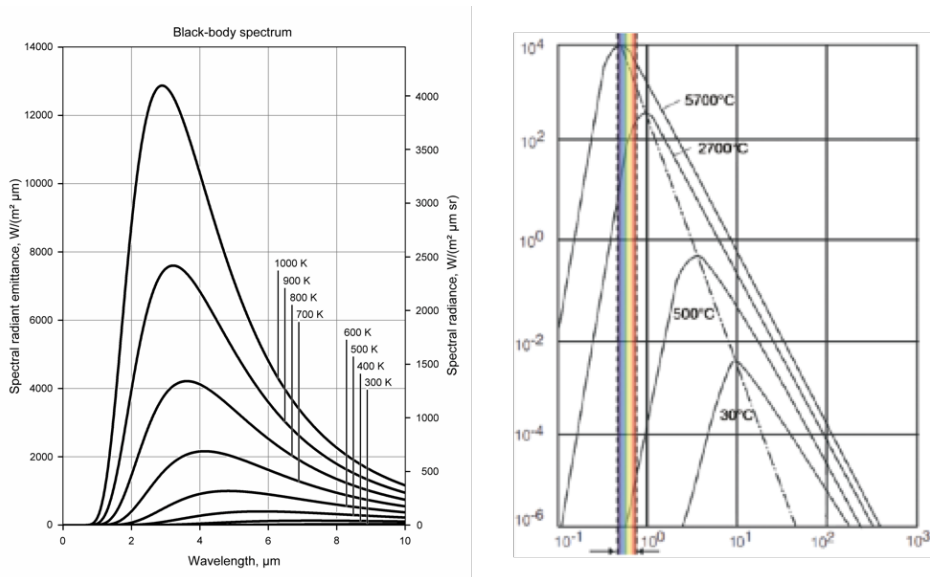 Black-body spectrum
14000
12000
10000
8000
6000
4000
2000
0
Spectral radiant emittance, W/(m² µm)
4000
3500
3000
2500
2000
1500
1000
500
0
Spectral radiance, W/(m² µm sr)
1000 K
900 K
800 K
700 K
600 K
500 K
400 K
300 K
0 2 4 6 8 10
Wavelength, µm
10⁴
10²
10⁰
10⁻²
10⁻⁴
10⁻⁶
5700°C
2700°C
500°C
30°C
10⁻¹ 10⁰ 10¹ 10² 10³